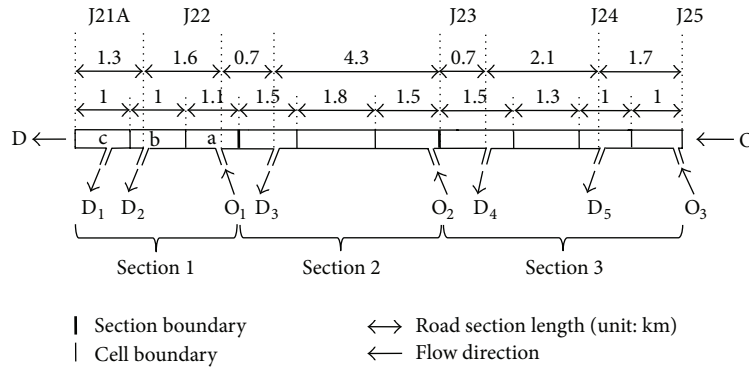 J21A J22 J23 J24 J25
1.3 1.6 0.7 4.3 0.7 2.1 1.7
1 1 1.1 1.5 1.8 1.5 1.5 1.3 1 1
D c b a O
D1 D2 O1 D3 O2 D4 D5 O3
Section 1 Section 2 Section 3
Section boundary Road section length (unit: km)
Cell boundary Flow direction